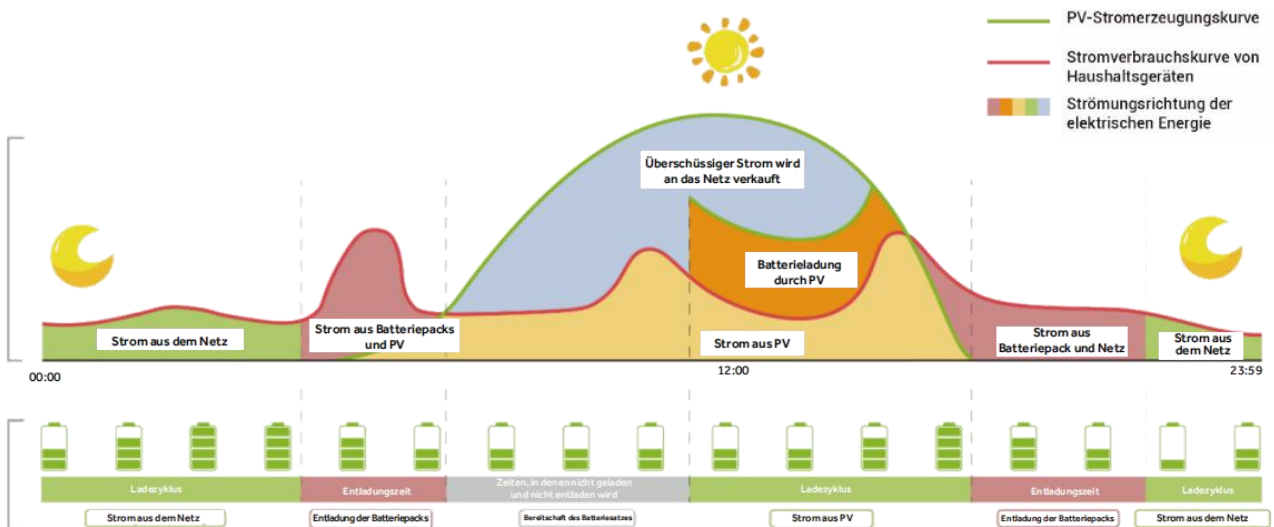 PV-Stromerzeugungskurve
Stromverbrauchskurve von
Haushaltsgeräten
Strömungsrichtung der
elektrischen Energie
Überschüssiger Strom wird
an das Netz verkauft
Batterieladung
durch PV
Strom aus dem Netz
Strom aus Batteriepacks
und PV
Strom aus PV
Strom aus
Batteriepack und Netz
Strom aus
dem Netz
00:00
12:00
23:59
Ladezyklus
Entladungszeit
Zeiten, in denen nicht geladen
und nicht entladen wird
Ladezyklus
Entladungszeit
Ladezyklus
Strom aus dem Netz
Entladung der Batteriepacks
Bereitschaft des Batteriesatzes
Strom aus PV
Entladung der Batteriepacks
Strom aus dem Netz